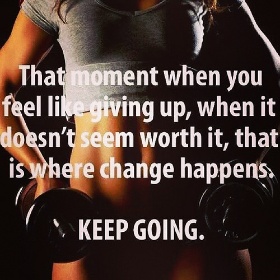 That moment when you
feel like giving up, when it
doesn't seem worth it, that
is where change happens.
KEEP GOING.